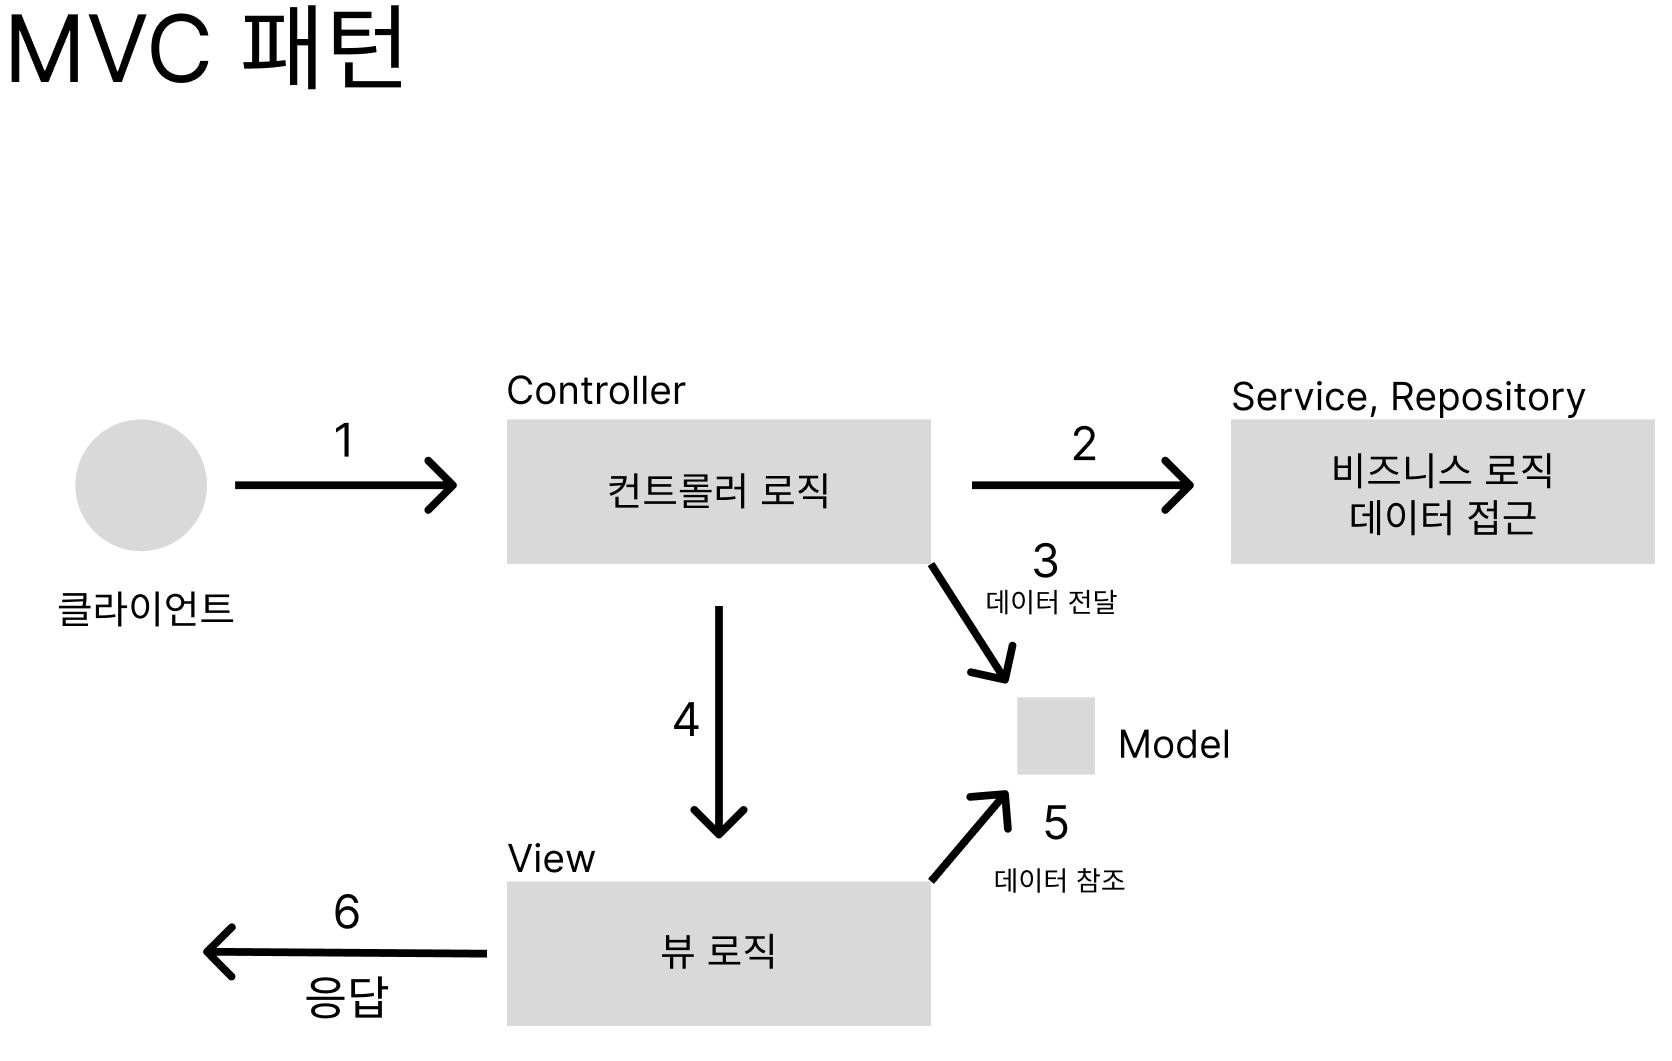 MVC 패턴
Controller
Service, Repository
1
2
컨트롤러 로직
비즈니스 로직
데이터 접근
3
데이터 전달
클라이언트
4
Model
5
데이터 참조
View
6
뷰 로직
응답